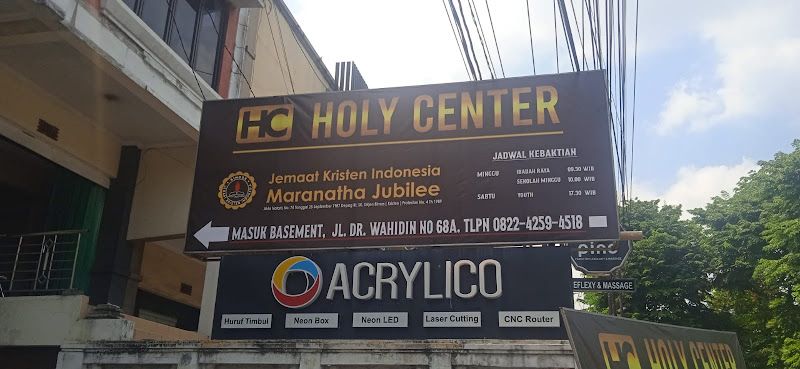 HC HOLY CENTER
Jemaat Kristen Indonesia
Maranatha Jubilee
JADWAL KEBAKTIAN
MINGGU IBADAH RAYA 09.30 WIB
SEKOLAH MINGGU 10.00 WIB
SABTU YOUTH 17.30 WIB
MASUK BASEMENT, JL. DR. WAHIDIN NO 68A. TLPN 0822-4259-4518
ACRYLICO
Huruf Timbul
Neon Box
Neon LED
Laser Cutting
CNC Router
pino
EFLEXY & MASSAGE
HC HOLY CENTER